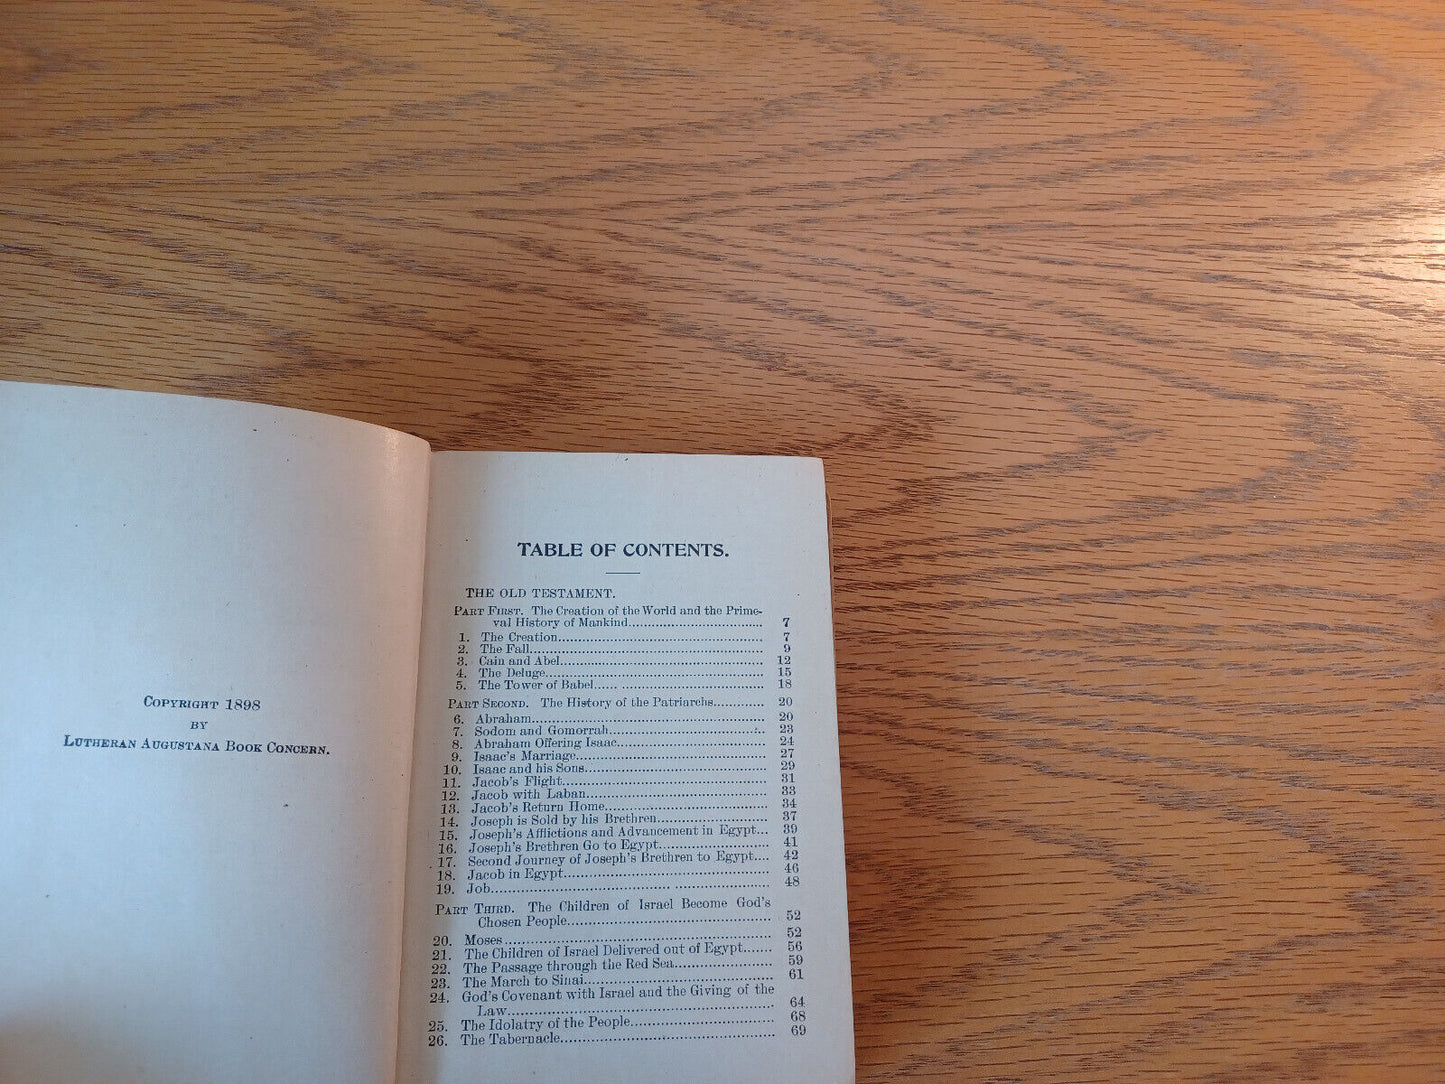 COPYRIGHT 1898
BY
LUTHERAN AUGUSTANA BOOK CONCERN.
TABLE OF CONTENTS.
THE OLD TESTAMENT.
PART FIRST. The Creation of the World and the Prime-
val History of Mankind.......... 7
1. The Creation.......... 7
2. The Fall.......... 9
3. Cain and Abel.......... 12
4. The Deluge.......... 15
5. The Tower of Babel.......... 18
PART SECOND. The History of the Patriarchs.......... 20
6. Abraham.......... 20
7. Sodom and Gomorrah.......... 23
8. Abraham Offering Isaac.......... 24
9. Isaac's Marriage.......... 27
10. Isaac and his Sons.......... 29
11. Jacob's Flight.......... 31
12. Jacob with Laban.......... 33
13. Jacob's Return Home.......... 34
14. Joseph is Sold by his Brethren.......... 37
15. Joseph's Afflictions and Advancement in Egypt... 39
16. Joseph's Brethren Go to Egypt.......... 41
17. Second Journey of Joseph's Brethren to Egypt.... 42
18. Jacob in Egypt.......... 46
19. Job.......... 48
PART THIRD. The Children of Israel Become God's
Chosen People.......... 52
20. Moses.......... 52
21. The Children of Israel Delivered out of Egypt....... 56
22. The Passage through the Red Sea.......... 59
23. The March to Sinai.......... 61
24. God's Covenant with Israel and the Giving of the
Law.......... 64
25. The Idolatry of the People.......... 68
26. The Tabernacle.......... 69